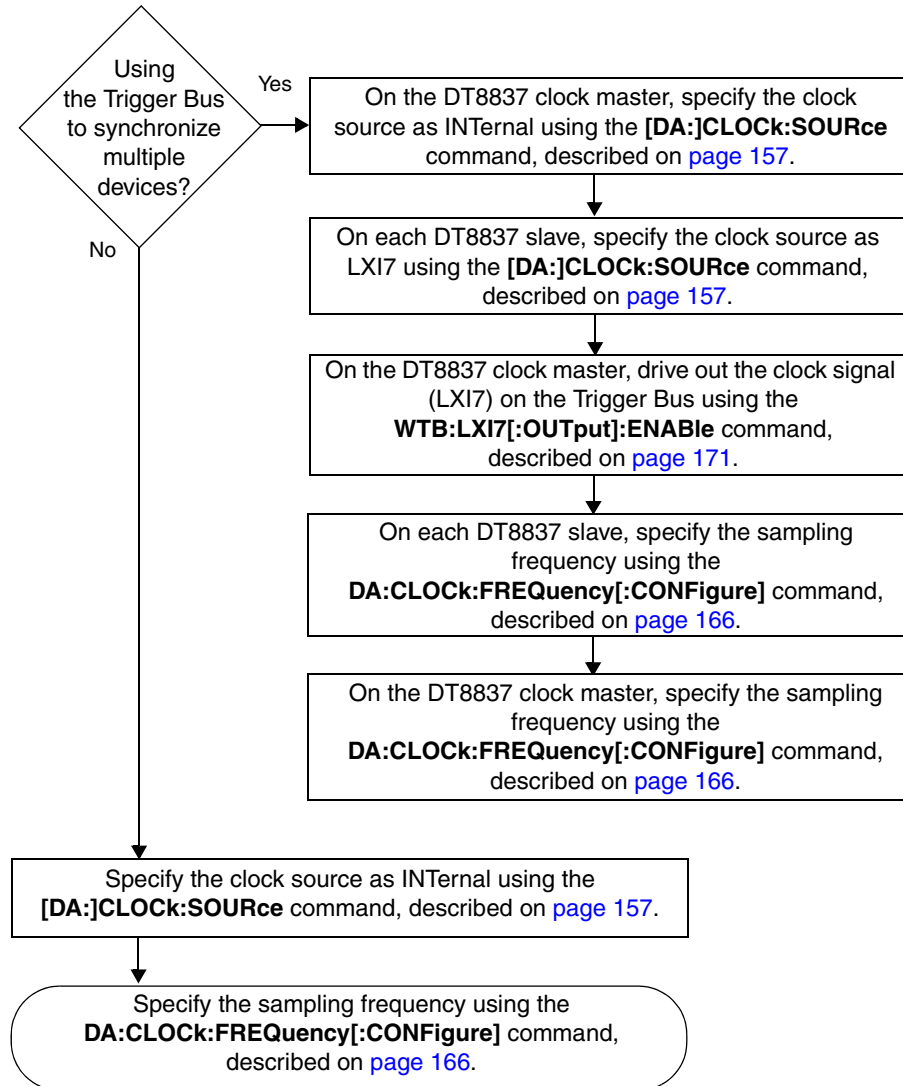 Using
the Trigger Bus
to synchronize
multiple
devices?
Yes
On the DT8837 clock master, specify the clock
source as INTernal using the [DA:]CLOCk:SOURce
command, described on page 157.
On each DT8837 slave, specify the clock source as
LXI7 using the [DA:]CLOCk:SOURce command,
described on page 157.
No
On the DT8837 clock master, drive out the clock signal
(LXI7) on the Trigger Bus using the
WTB:LXI7[:OUTput]:ENABle command,
described on page 171.
On each DT8837 slave, specify the sampling
frequency using the
DA:CLOCk:FREQuency[:CONFigure] command,
described on page 166.
On the DT8837 clock master, specify the sampling
frequency using the
DA:CLOCk:FREQuency[:CONFigure] command,
described on page 166.
Specify the clock source as INTernal using the
[DA:]CLOCk:SOURce command, described on page 157.
Specify the sampling frequency using the
DA:CLOCk:FREQuency[:CONFigure] command,
described on page 166.